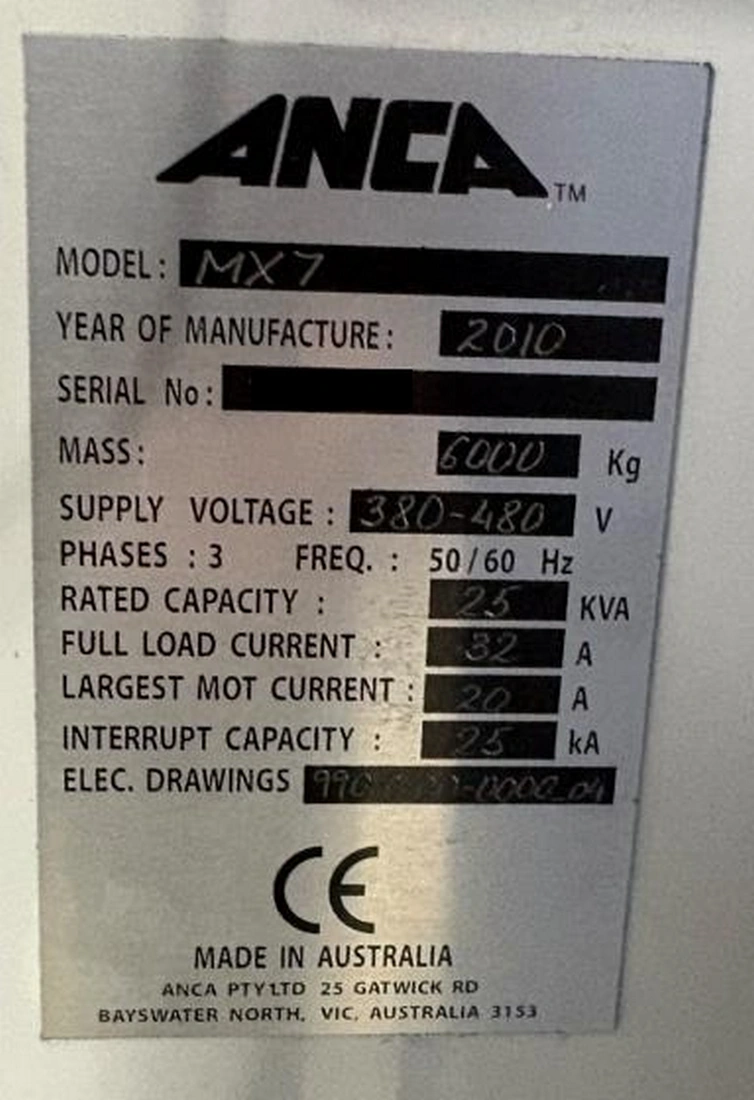 ANCA TM
MODEL: MX7
YEAR OF MANUFACTURE: 2010
SERIAL No:
MASS: 6000 Kg
SUPPLY VOLTAGE: 380-480 V
PHASES : 3 FREQ. : 50/60 Hz
RATED CAPACITY : 25 KVA
FULL LOAD CURRENT : 32 A
LARGEST MOT CURRENT : 20 A
INTERRUPT CAPACITY : 25 kA
ELEC. DRAWINGS
CE
MADE IN AUSTRALIA
ANCA PTY LTD 25 GATWICK RD
BAYSWATER NORTH, VIC, AUSTRALIA 3153